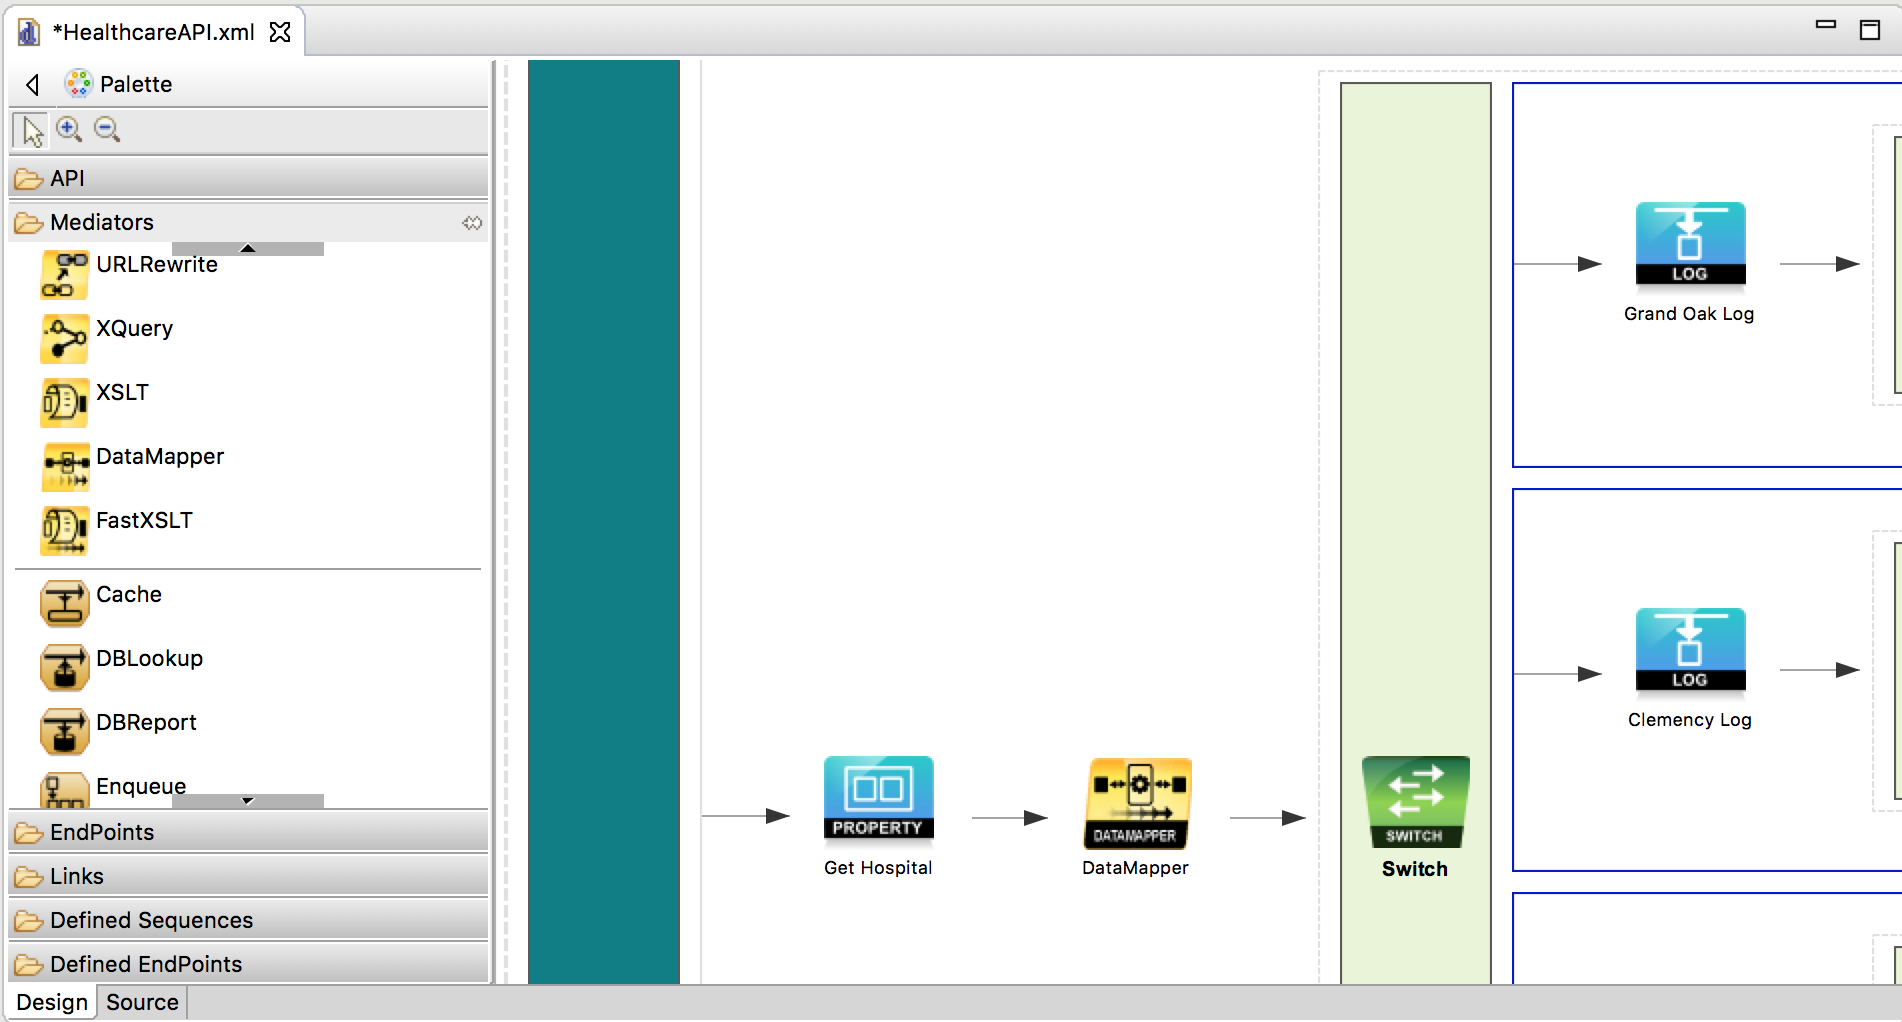 *HealthcareAPI.xml
Palette
API
Mediators
URLRewrite
XQuery
XSLT
DataMapper
FastXSLT
Cache
DBLookup
DBReport
Enqueue
EndPoints
Links
Defined Sequences
Defined EndPoints
Design Source
PROPERTY
Get Hospital
DATAMAPPER
DataMapper
SWITCH
Switch
LOG
Grand Oak Log
LOG
Clemency Log